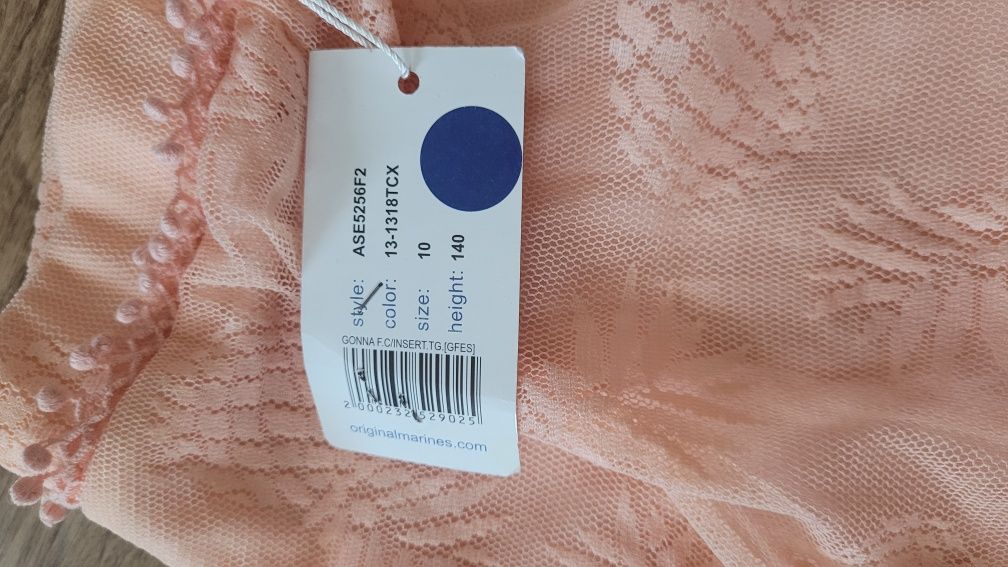 style: ASE5256F2
color: 13-1318TCX
size: 10
height: 140
GONNA F.C/INSERT.TG.[GFES]
2 000232 529025
originalmarines.com